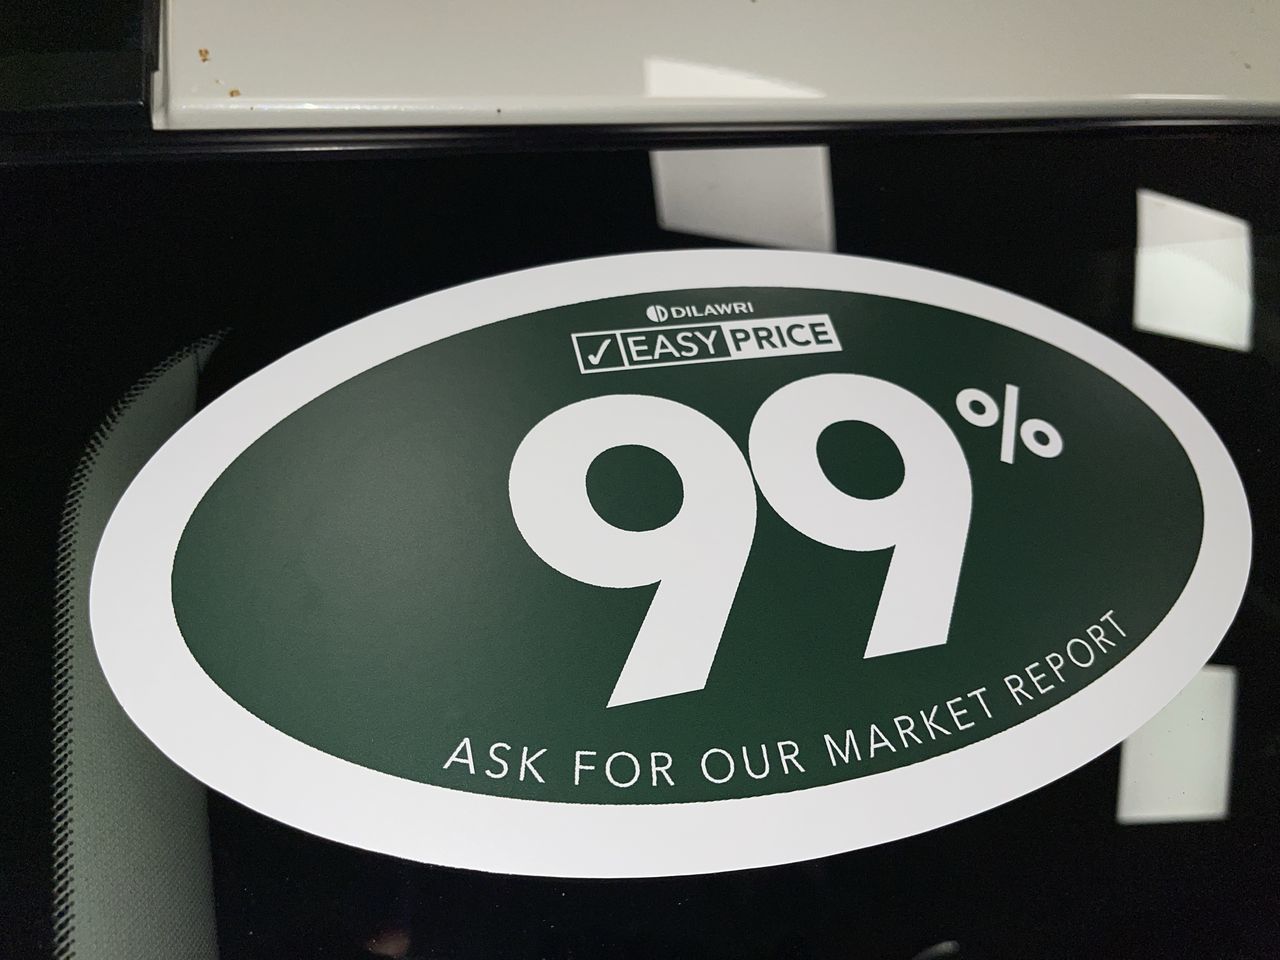 DILAWRI
✓ EASY PRICE
99%
ASK FOR OUR MARKET REPORT